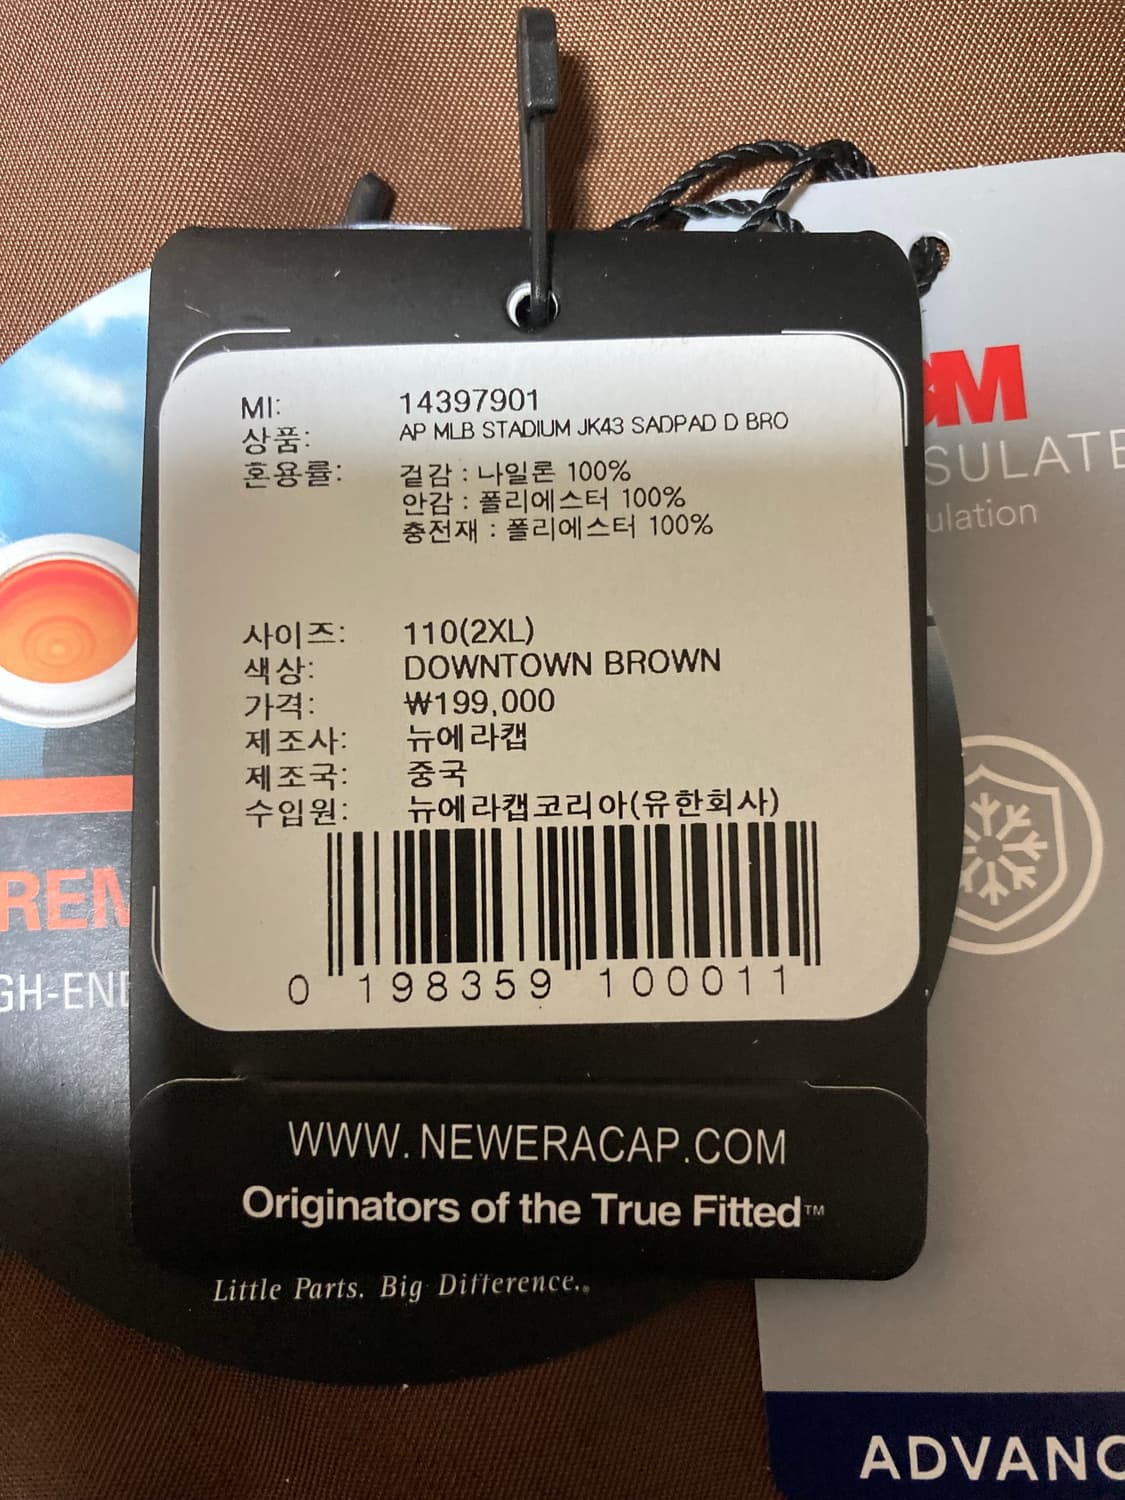 MI: 14397901
상품: AP MLB STADIUM JK43 SADPAD D BRO
혼용률: 겉감 : 나일론 100%
안감 : 폴리에스터 100%
충전재 : 폴리에스터 100%
사이즈: 110(2XL)
색상: DOWNTOWN BROWN
가격: ₩199,000
제조사: 뉴에라캡
제조국: 중국
수입원: 뉴에라캡코리아(유한회사)
0 198359 100011
WWW.NEWERACAP.COM
Originators of the True Fitted™
Little Parts. Big Difference.
3M
SULATE
ulation
ADVANC
REM
GH-END